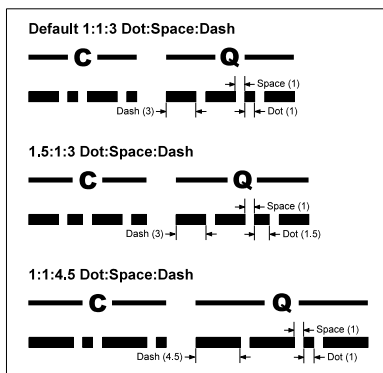 Default 1:1:3 Dot:Space:Dash
C Q
Space (1)
Dash (3) Dot (1)
1.5:1:3 Dot:Space:Dash
C Q
Space (1)
Dash (3) Dot (1.5)
1:1:4.5 Dot:Space:Dash
C Q
Space (1)
Dash (4.5) Dot (1)